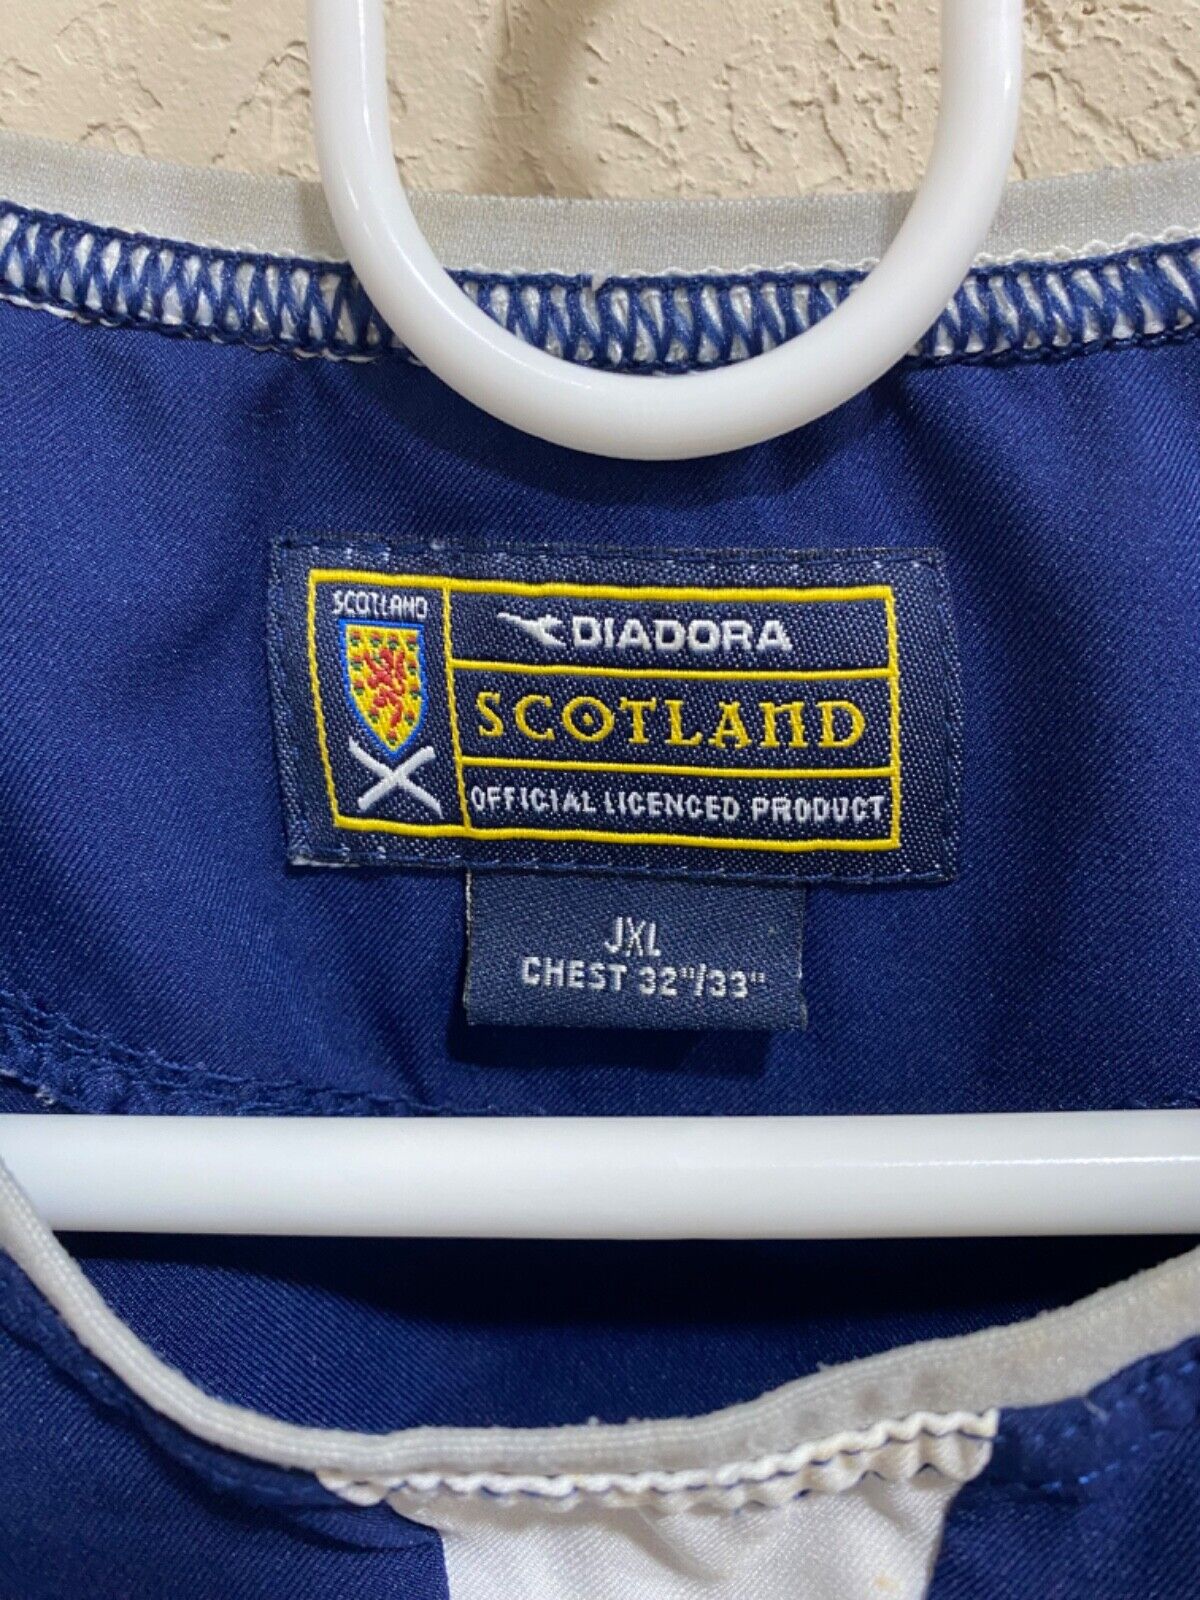 SCOTLAND
DIADORA
SCOTLAND
OFFICIAL LICENCED PRODUCT
JXL
CHEST 32"/33"